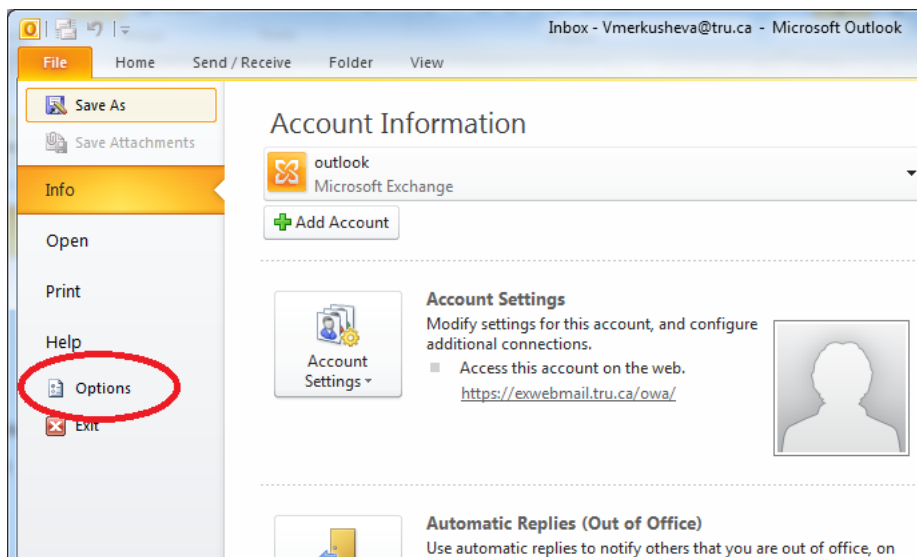 Inbox - Vmerkusheva@tru.ca - Microsoft Outlook
File Home Send / Receive Folder View
Save As
Save Attachments
Info
Open
Print
Help
Options
Exit
Account Information
outlook
Microsoft Exchange
Add Account
Account Settings
Account Settings
Modify settings for this account, and configure
additional connections.
Access this account on the web.
https://exwebmail.tru.ca/owa/
Automatic Replies (Out of Office)
Use automatic replies to notify others that you are out of office, on